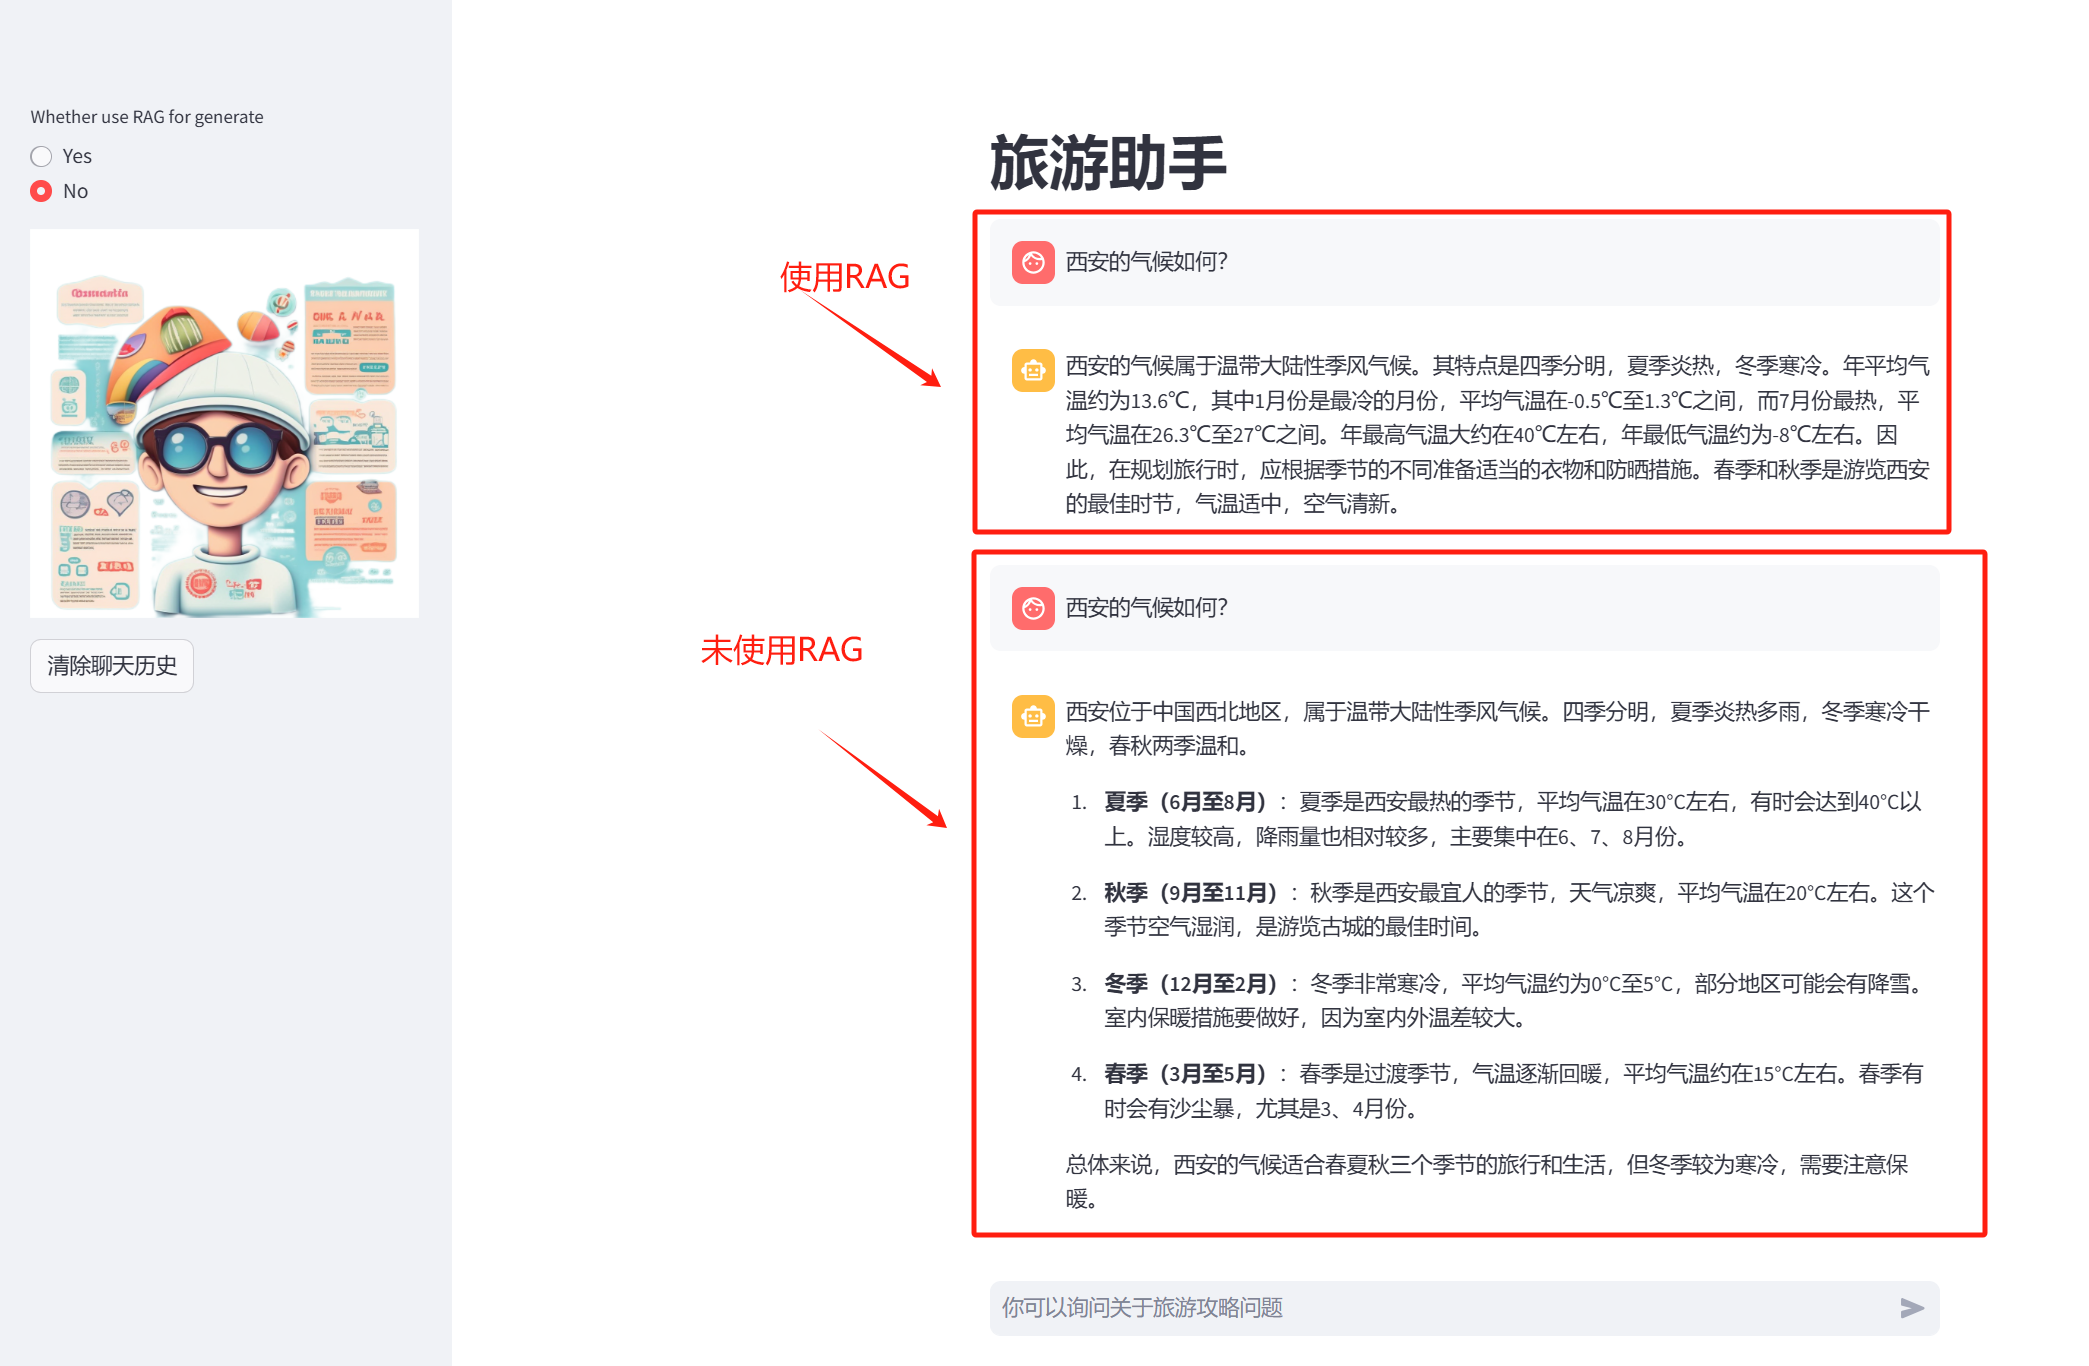 Whether use RAG for generate
Yes
No
清除聊天历史
旅游助手
使用RAG
西安的气候如何?
西安的气候属于温带大陆性季风气候。其特点是四季分明，夏季炎热，冬季寒冷。年平均气
温约为13.6℃，其中1月份是最冷的月份，平均气温在-0.5℃至1.3℃之间，而7月份最热，平
均气温在26.3℃至27℃之间。年最高气温大约在40℃左右，年最低气温约为-8℃左右。因
此，在规划旅行时，应根据季节的不同准备适当的衣物和防晒措施。春季和秋季是游览西安
的最佳时节，气温适中，空气清新。
未使用RAG
西安的气候如何?
西安位于中国西北地区，属于温带大陆性季风气候。四季分明，夏季炎热多雨，冬季寒冷干
燥，春秋两季温和。
1. 夏季（6月至8月）：夏季是西安最热的季节，平均气温在30°C左右，有时会达到40°C以
上。湿度较高，降雨量也相对较多，主要集中在6、7、8月份。
2. 秋季（9月至11月）：秋季是西安最宜人的季节，天气凉爽，平均气温在20°C左右。这个
季节空气湿润，是游览古城的最佳时间。
3. 冬季（12月至2月）：冬季非常寒冷，平均气温约为0°C至5°C，部分地区可能会有降雪。
室内保暖措施要做好，因为室内外温差较大。
4. 春季（3月至5月）：春季是过渡季节，气温逐渐回暖，平均气温约在15°C左右。春季有
时会有沙尘暴，尤其是3、4月份。
总体来说，西安的气候适合春夏秋三个季节的旅行和生活，但冬季较为寒冷，需要注意保
暖。
你可以询问关于旅游攻略问题